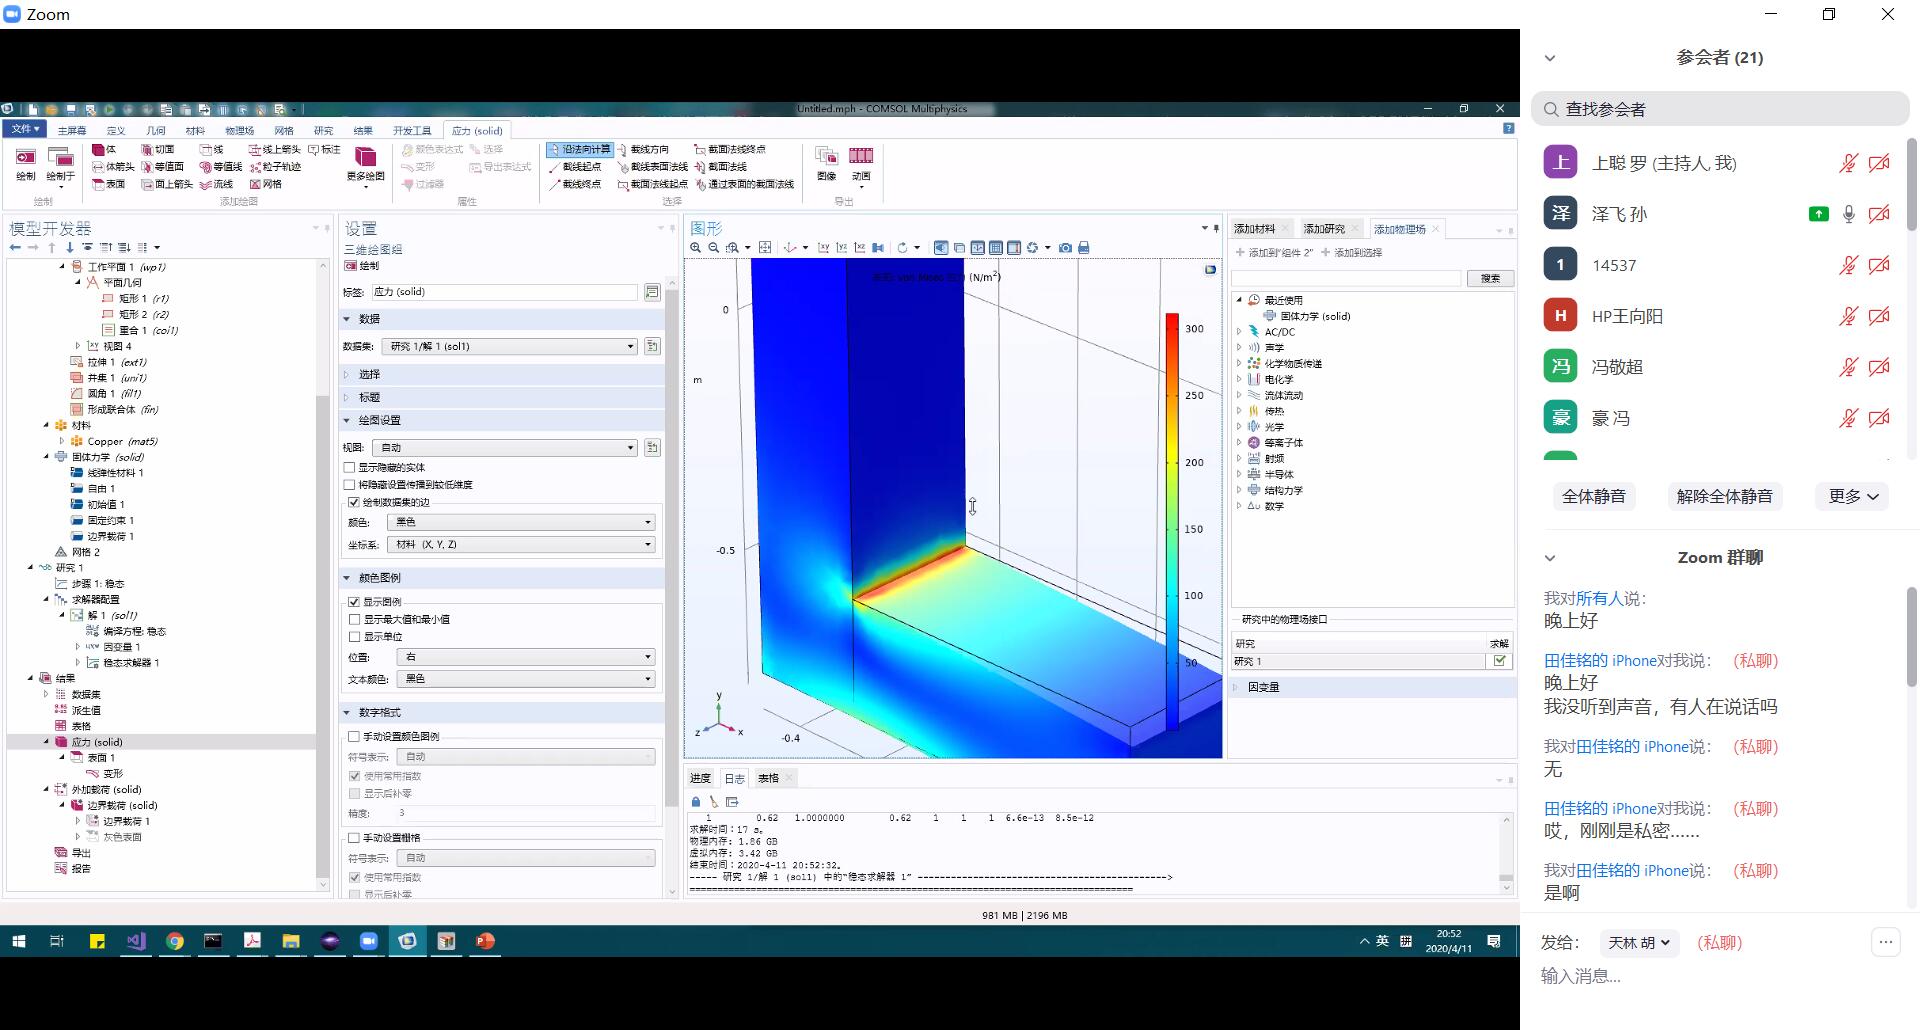 Zoom
Untitled.mph - COMSOL Multiphysics
文件 主屏幕 定义 几何 材料 物理场 网格 研究 结果 开发工具 应力 (solid)
绘制 绘制于
体 切面 线 线上箭头 标注
体箭头 等值面 等值线 粒子轨迹
表面 面上箭头 流线 网格
更多绘图
颜色表达式 选择
变形 导出表达式
过滤器
沿法向计算 截线方向 截面法线终点
截线起点 截线表面法线 截面法线
截线终点 截面法线起点 通过表面的截面法线
图像 动画
绘制 添加绘图 属性 选择 导出
模型开发器
工作平面 1 (wp1)
平面几何
矩形 1 (r1)
矩形 2 (r2)
重合 1 (coi1)
视图 4
拉伸 1 (ext1)
并集 1 (uni1)
圆角 1 (fil1)
形成联合体 (fin)
材料
Copper (mat5)
固体力学 (solid)
线弹性材料 1
自由 1
初始值 1
固定约束 1
边界载荷 1
网格 2
研究 1
步骤 1: 稳态
求解器配置
解 1 (sol1)
编译方程: 稳态
因变量 1
稳态求解器 1
结果
数据集
派生值
表格
应力 (solid)
表面 1
变形
外加载荷 (solid)
边界载荷 (solid)
边界载荷 1
灰色表面
导出
报告
设置
三维绘图组
绘制
标签: 应力 (solid)
数据
数据集: 研究 1/解 1 (sol1)
选择
标题
绘图设置
视图: 自动
显示隐藏的实体
将隐藏设置传播到较低维度
绘制数据集的边
颜色: 黑色
坐标系: 材料 (X, Y, Z)
颜色图例
显示图例
显示最大值和最小值
显示单位
位置: 右
文本颜色: 黑色
数字格式
手动设置颜色图例
符号表示: 自动
使用常用指数
显示后补零
精度: 3
手动设置栅格
符号表示: 自动
使用常用指数
显示后补零
图形
表面: von Mises 应力 (N/m²)
0
m
-0.5
-0.4
y
z x
300
250
200
150
100
50
进度 日志 表格
1 0.62 1.0000000 0.62 1 1 1 6.6e-13 8.5e-12
求解时间：17 s。
物理内存：1.86 GB
虚拟内存：3.42 GB
结束时间：2020-4-11 20:52:32。
----- 研究 1/解 1 (sol1) 中的“稳态求解器 1” ----->
981 MB | 2196 MB
添加材料 添加研究 添加物理场
添加到“组件 2” 添加到选择
搜索
最近使用
固体力学 (solid)
AC/DC
声学
化学物质传递
电化学
流体流动
传热
光学
等离子体
射频
半导体
结构力学
数学
研究中的物理场接口
研究 求解
研究 1
因变量
英
20:52
2020/4/11
参会者 (21)
查找参会者
上 上聪 罗 (主持人, 我)
泽 泽飞 孙
1 14537
H HP王向阳
冯 冯敬超
豪 豪 冯
全体静音 解除全体静音 更多
Zoom 群聊
我对所有人说:
晚上好
田佳铭的 iPhone对我说: (私聊)
晚上好
我没听到声音，有人在说话吗
我对田佳铭的 iPhone说: (私聊)
无
田佳铭的 iPhone对我说: (私聊)
哎，刚刚是私密……
我对田佳铭的 iPhone说: (私聊)
是啊
发给: 天林 胡 (私聊)
输入消息...